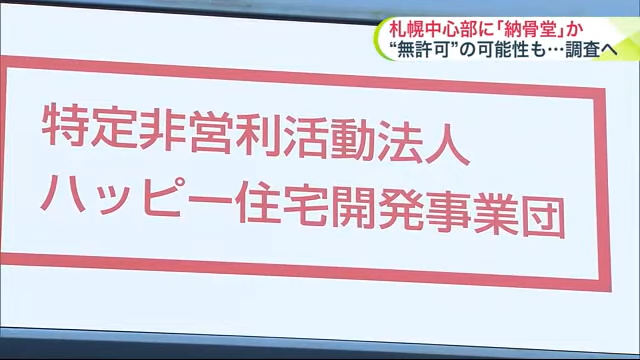 札幌中心部に「納骨堂」か
“無許可”の可能性も…調査へ
特定非営利活動法人
ハッピー住宅開発事業団